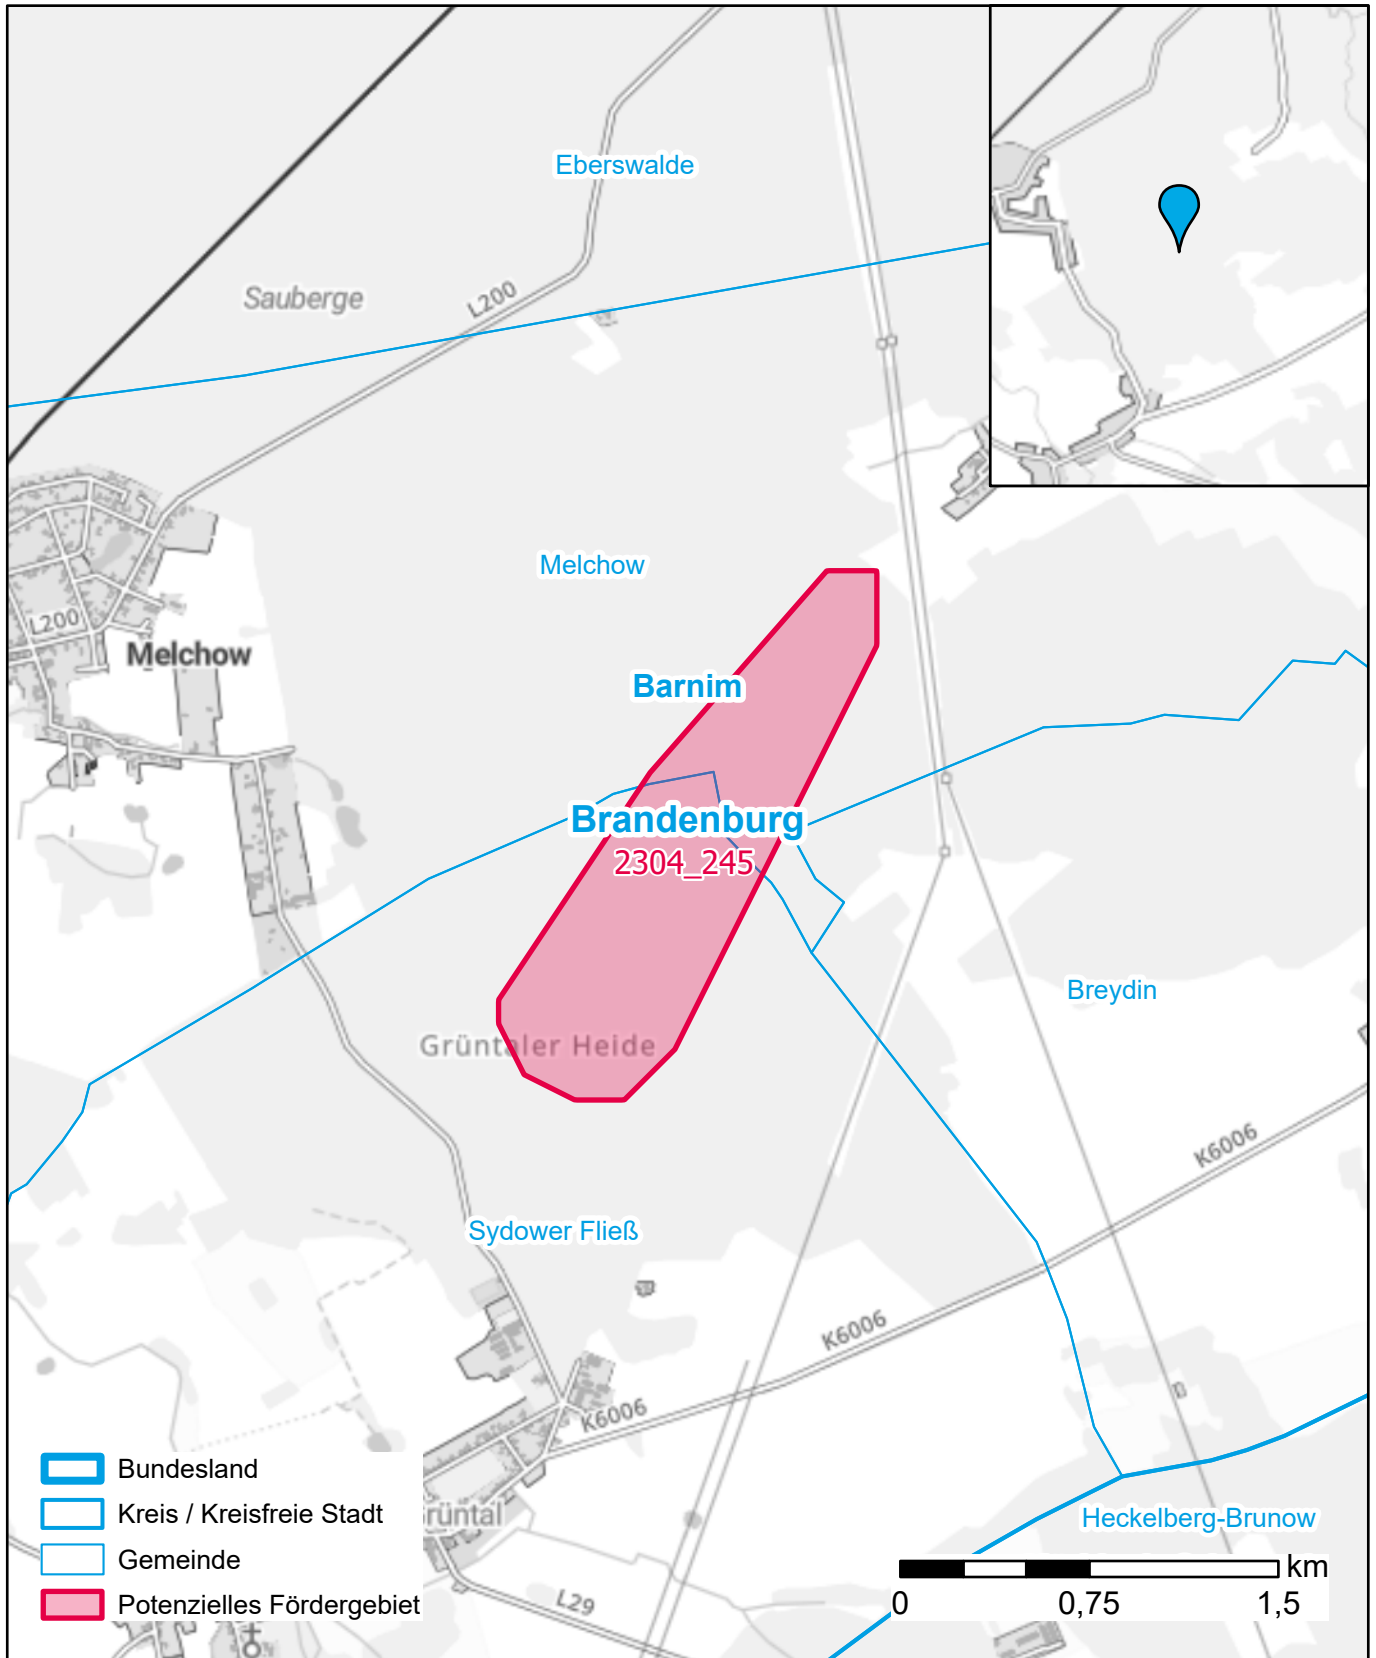 Eberswalde
Sauberge
L200
Melchow
L200
Melchow
Barnim
Brandenburg
2304_245
Breydin
Grüntaler Heide
K6006
Sydower Fließ
K6006
K6006
Bundesland
Kreis / Kreisfreie Stadt
Gemeinde
Potenzielles Fördergebiet
rüntal
Heckelberg-Brunow
L29
km
0 0,75 1,5